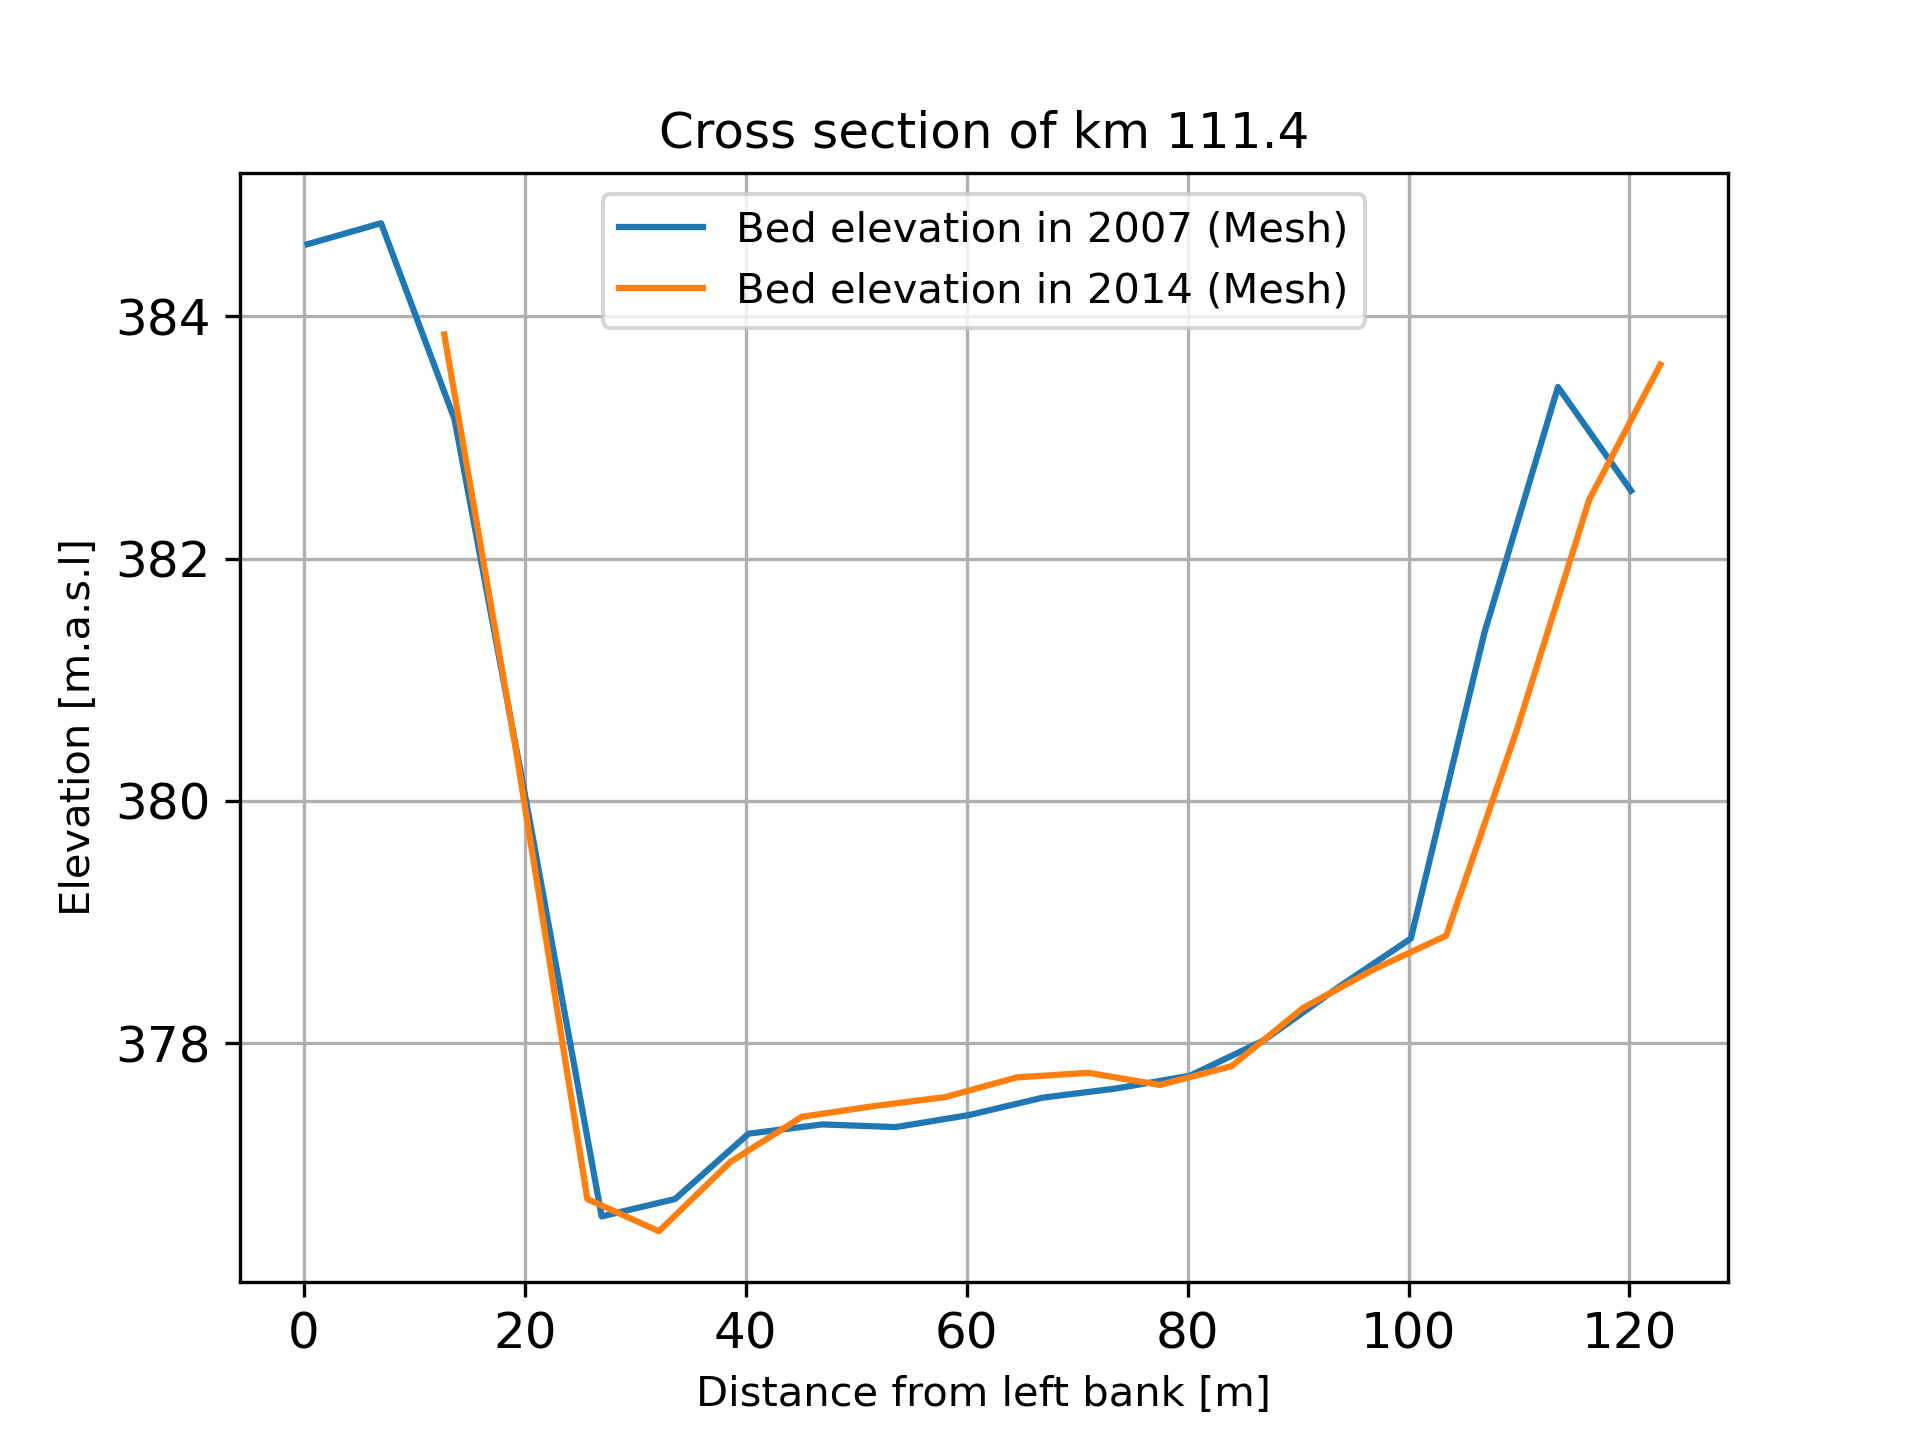 Cross section of km 111.4
Bed elevation in 2007 (Mesh)
Bed elevation in 2014 (Mesh)
Elevation [m.a.s.l]
384
382
380
378
0 20 40 60 80 100 120
Distance from left bank [m]